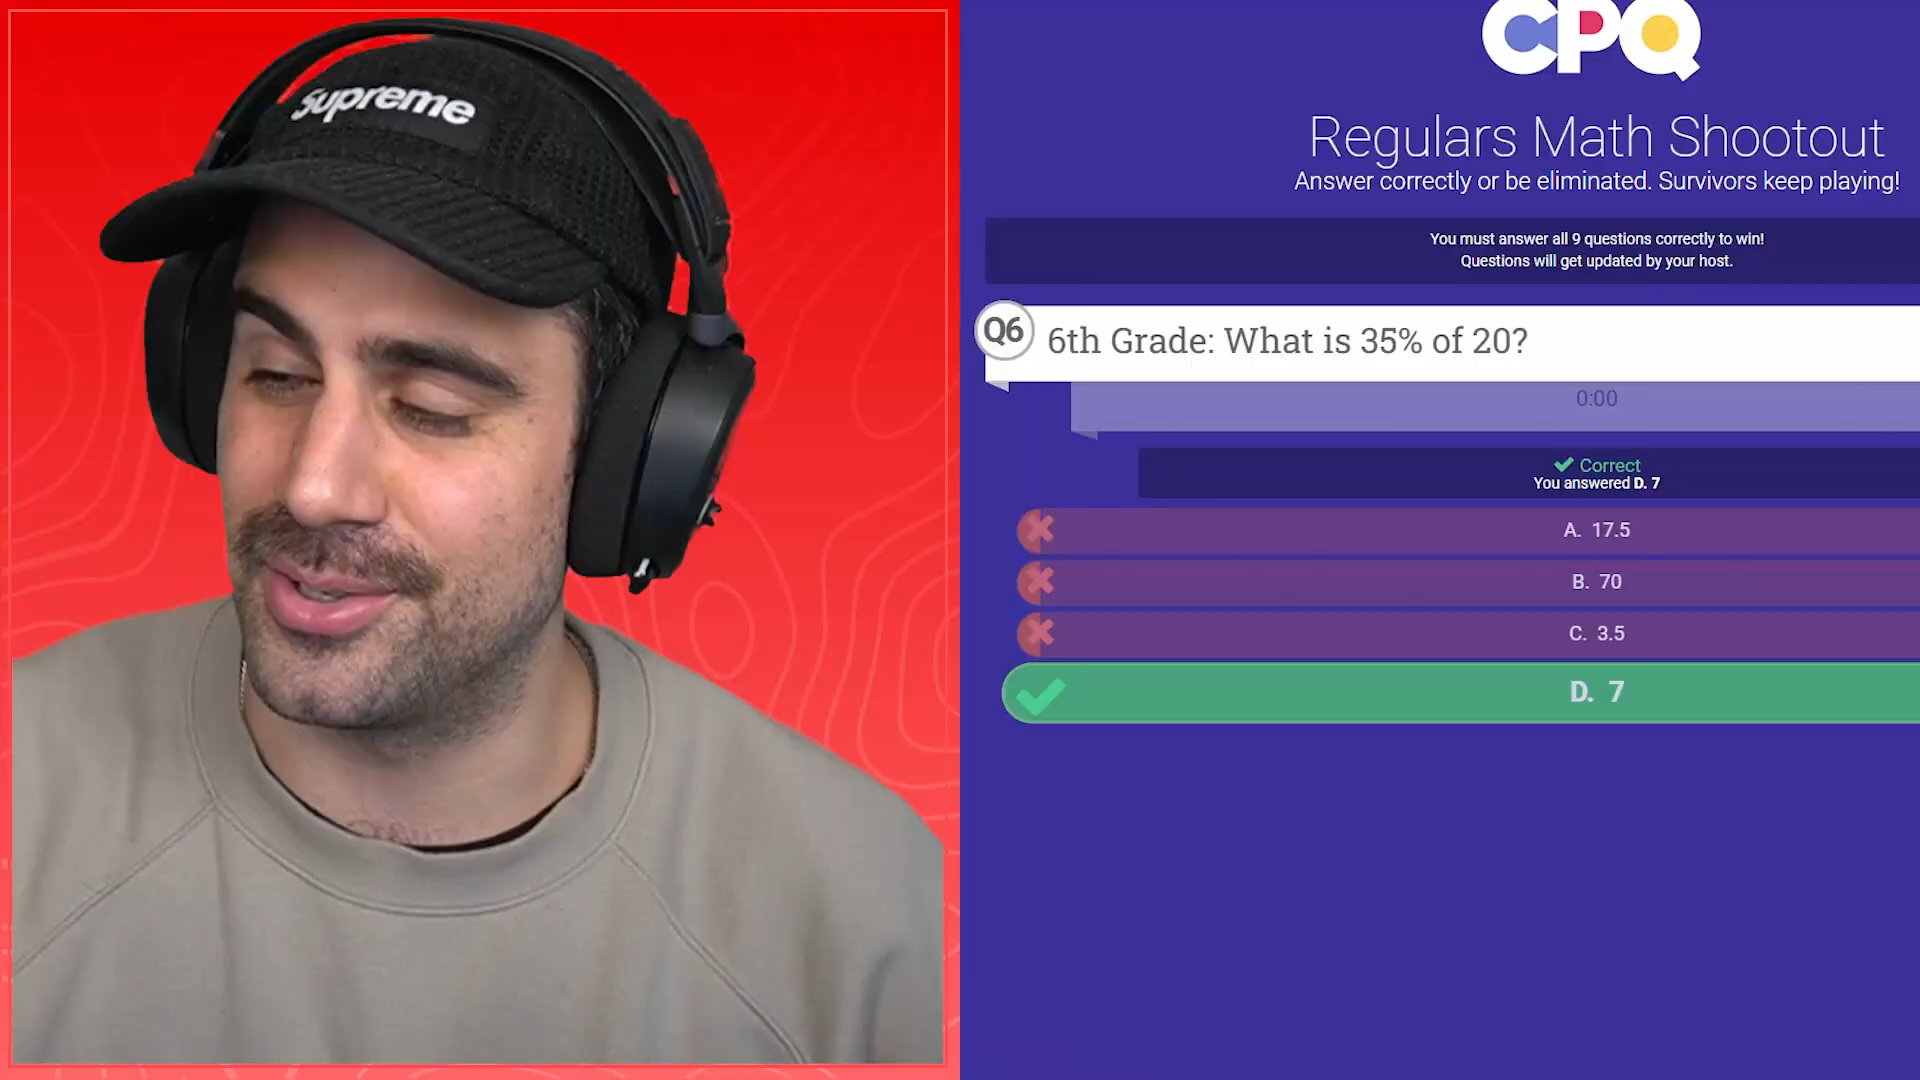 Supreme
CPQ
Regulars Math Shootout
Answer correctly or be eliminated. Survivors keep playing!
You must answer all 9 questions correctly to win!
Questions will get updated by your host.
Q6 6th Grade: What is 35% of 20?
0:00
Correct
You answered D. 7
A. 17.5
B. 70
C. 3.5
D. 7